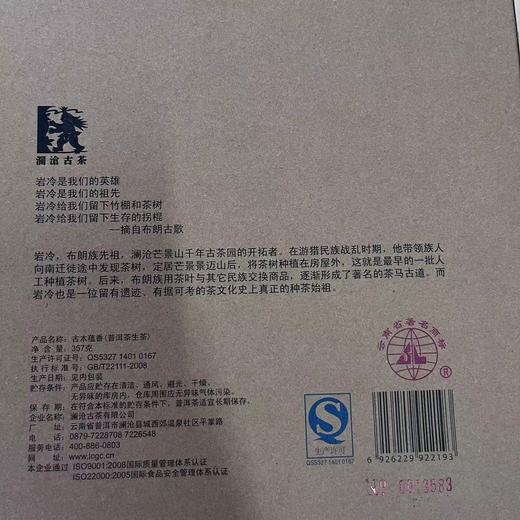 澜沧古茶
岩冷是我们的英雄
岩冷是我们的祖先
岩冷给我们留下竹棚和茶树
岩冷给我们留下生存的拐棍
—摘自布朗古歌
岩冷，布朗族先祖，澜沧芒景山千年古茶园的开拓者。在游猎民族战乱时期，他带领族人
向南迁徙途中发现茶树，定居芒景景迈山后，将茶树种植在房屋外，这就是最早的一批人
工种植茶树。后来，布朗族用茶叶与其它民族交换商品，逐渐形成了著名的茶马古道。而
岩冷也是一位留有遗迹、有据可考的茶文化史上真正的种茶始祖。
产品名称：古木蕴香(普洱茶生茶)
净 含 量：357克
生产许可证号：QS5327 1401 0167
执 行 标 准：GB/T22111-2008
生 产 日 期：见内包装
贮存条件：产品应贮存在清洁、通风、避光、干燥、
无异味的库房内，仓库周围应无异味气体污染。
保 存 期：在符合本标准的贮存条件下，普洱茶适宜长期保存。
企业名称：澜沧古茶有限公司
厂 址：云南省普洱市澜沧县城西郊温泉社区平掌路
电 话：0879-7228708 7226548
服务电话：400-886-0803
网 址：www.lcgc.cn
本企业通过 ISO9001:2008国际质量管理体系认证
ISO22000:2005国际食品安全管理体系认证
云南省著名商标
®
QS
生产许可
QS5327 1401 0167
6 926229 922193
NO 0013583